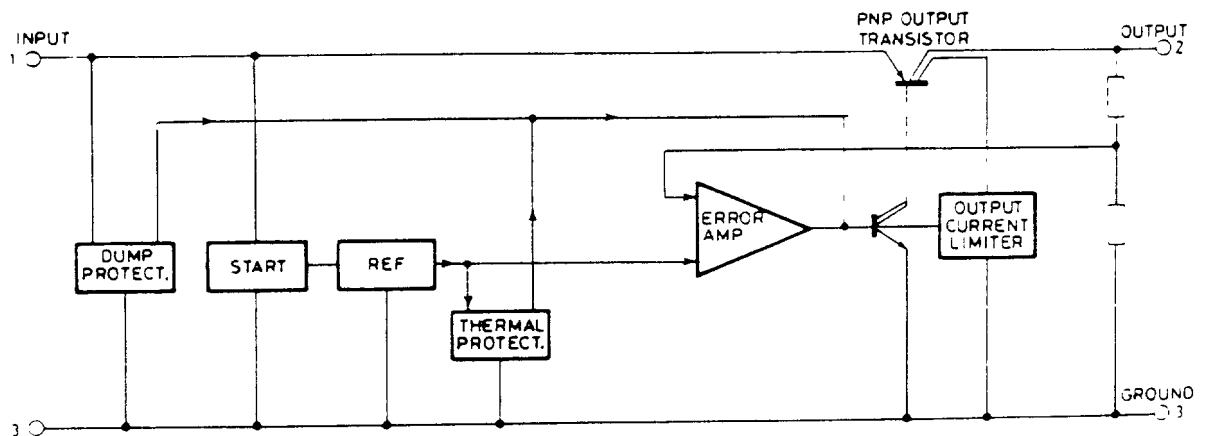 PNP OUTPUT
TRANSISTOR
INPUT
1
OUTPUT
2
ERROR
AMP
OUTPUT
CURRENT
LIMITER
DUMP
PROTECT.
START
REF
THERMAL
PROTECT.
GROUND
3
3